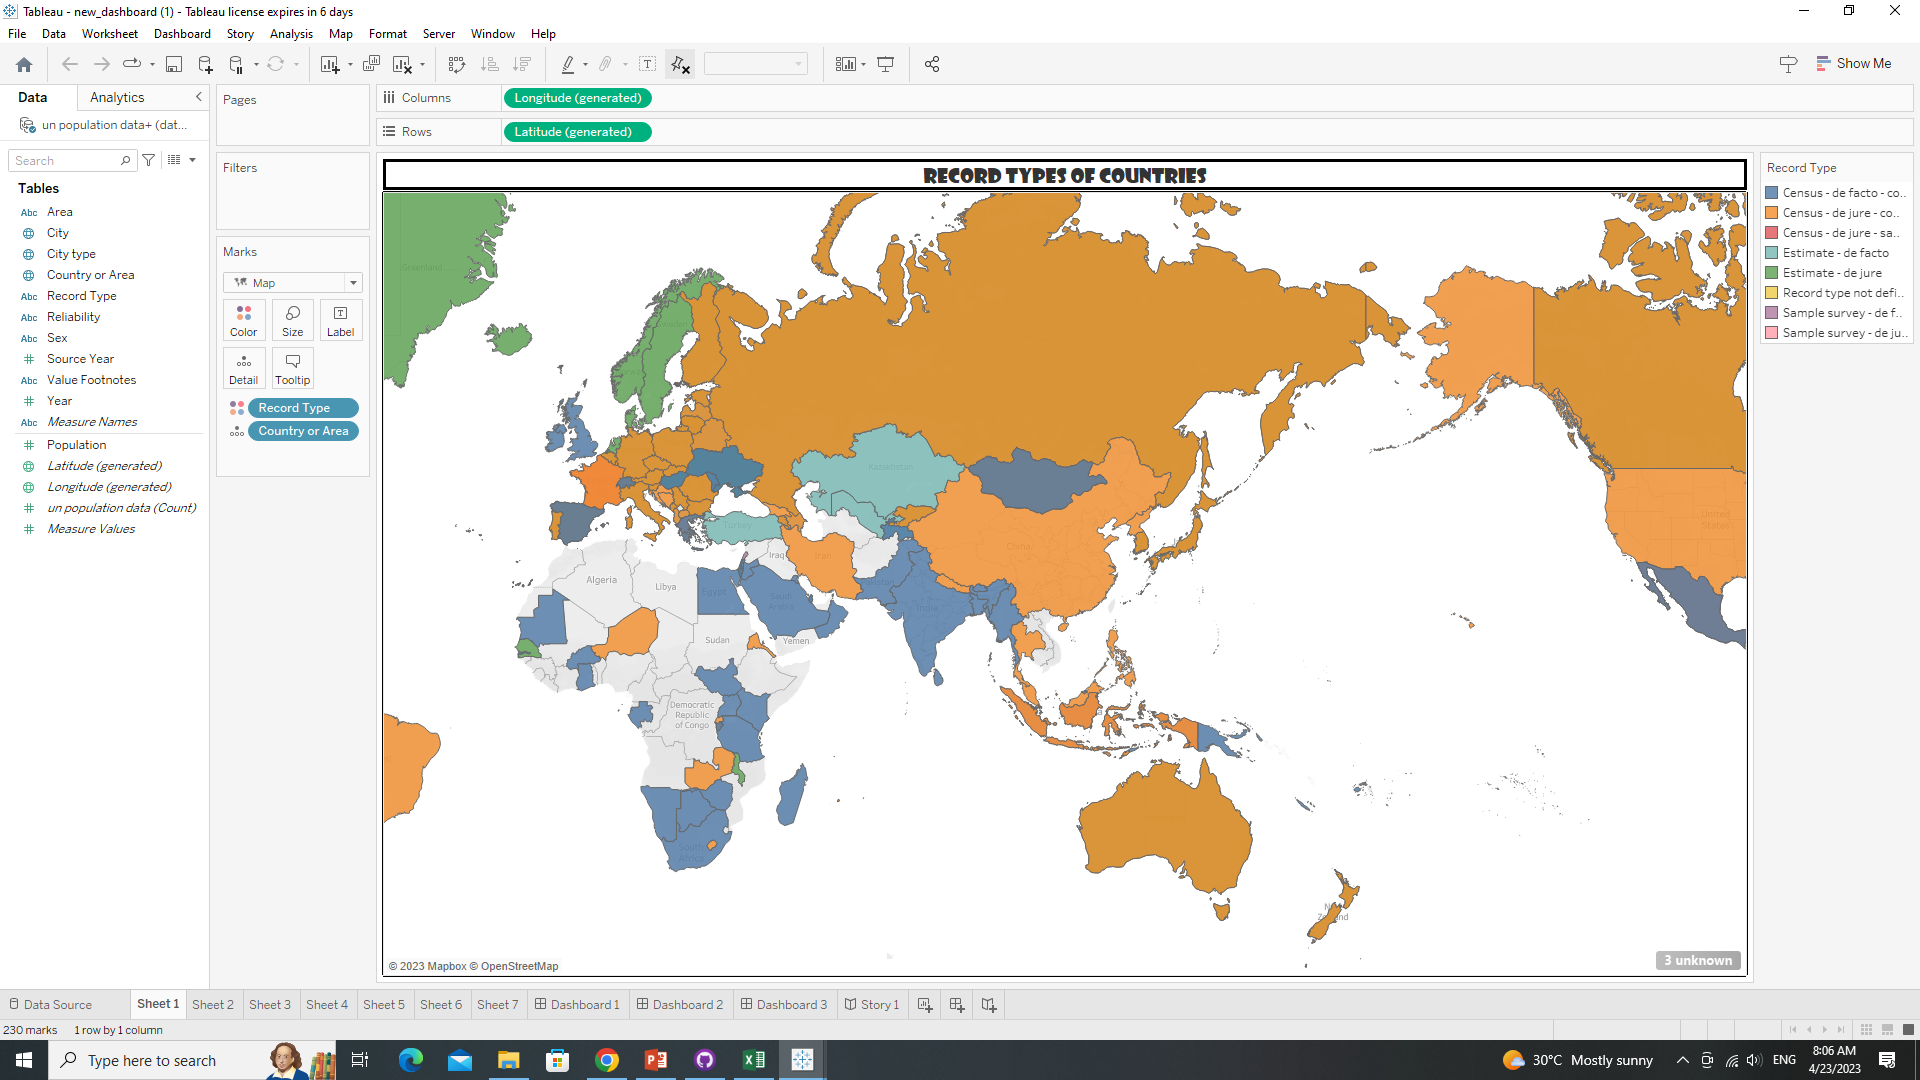 Tableau - new_dashboard (1) - Tableau license expires in 6 days
File Data Worksheet Dashboard Story Analysis Map Format Server Window Help
Show Me
Data Analytics
un population data+ (dat...
Search
Tables
Abc Area
City
City type
Country or Area
Abc Record Type
Abc Reliability
Abc Sex
Source Year
Abc Value Footnotes
Year
Abc Measure Names
Population
Latitude (generated)
Longitude (generated)
un population data (Count)
Measure Values
Pages
Filters
Marks
Map
Color Size Label
Detail Tooltip
Record Type
Country or Area
Columns Longitude (generated)
Rows Latitude (generated)
RECORD TYPES OF COUNTRIES
Greenland
Kazakhstan
Turkey
Iraq
Iran
China
United
States
Algeria
Libya
Egypt
Saudi
Arabia
India
Sudan
Yemen
Democratic
Republic
of Congo
South
Africa
© 2023 Mapbox © OpenStreetMap
3 unknown
Record Type
Census - de facto - co..
Census - de jure - co...
Census - de jure - sa...
Estimate - de facto
Estimate - de jure
Record type not defi...
Sample survey - de f...
Sample survey - de ju..
Data Source Sheet 1 Sheet 2 Sheet 3 Sheet 4 Sheet 5 Sheet 6 Sheet 7 Dashboard 1 Dashboard 2 Dashboard 3 Story 1
230 marks 1 row by 1 column
Type here to search
30°C Mostly sunny
ENG
8:06 AM
4/23/2023